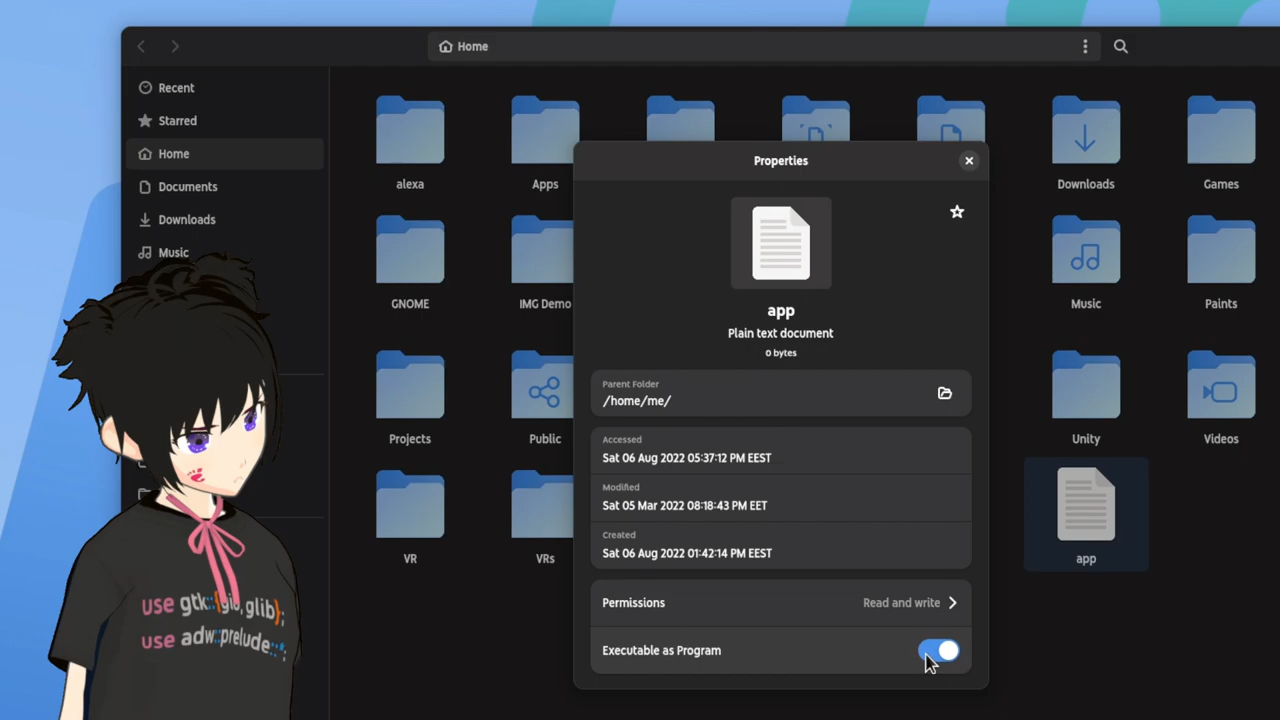 Home
Recent
Starred
Home
Documents
Downloads
Music
alexa
Apps
Downloads
Games
GNOME
IMG Demo
Music
Paints
Projects
Public
Unity
Videos
VR
VRs
app
Properties
app
Plain text document
0 bytes
Parent Folder
/home/me/
Accessed
Sat 06 Aug 2022 05:37:12 PM EEST
Modified
Sat 05 Mar 2022 08:18:43 PM EET
Created
Sat 06 Aug 2022 01:42:14 PM EEST
Permissions
Read and write
Executable as Program
use gtk::{gio,glib};
use adw::prelude::*;